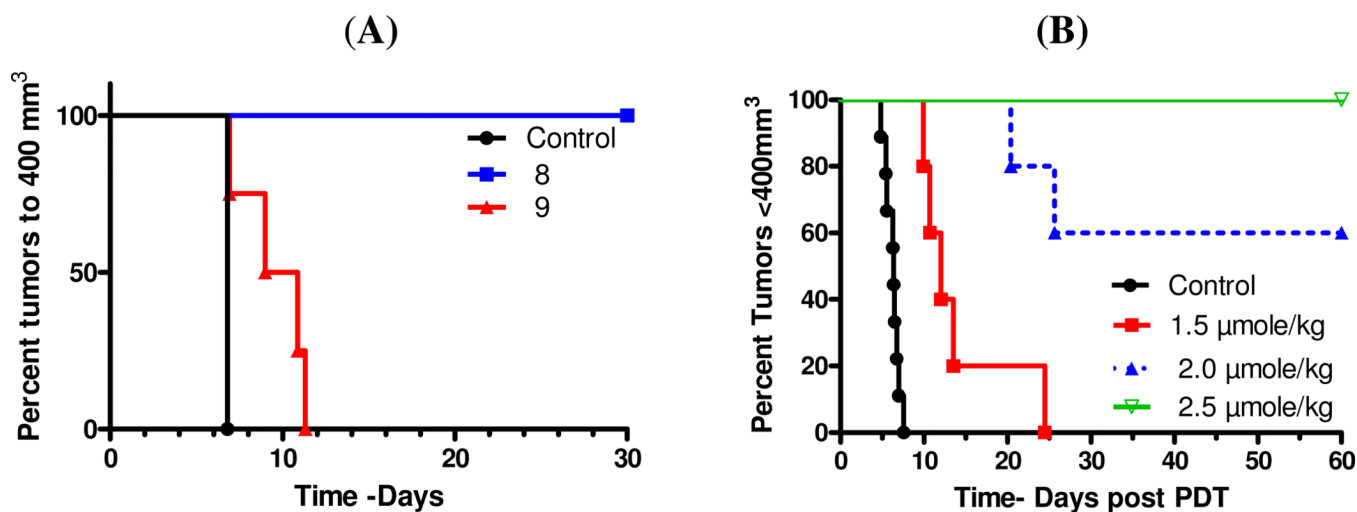 (A)
Percent tumors to 400 mm³
100
50
0
Control
8
9
0
10
20
30
Time -Days
(B)
Percent Tumors <400mm³
100
80
60
40
20
0
Control
1.5 μmole/kg
2.0 μmole/kg
2.5 μmole/kg
0
10
20
30
40
50
60
Time- Days post PDT